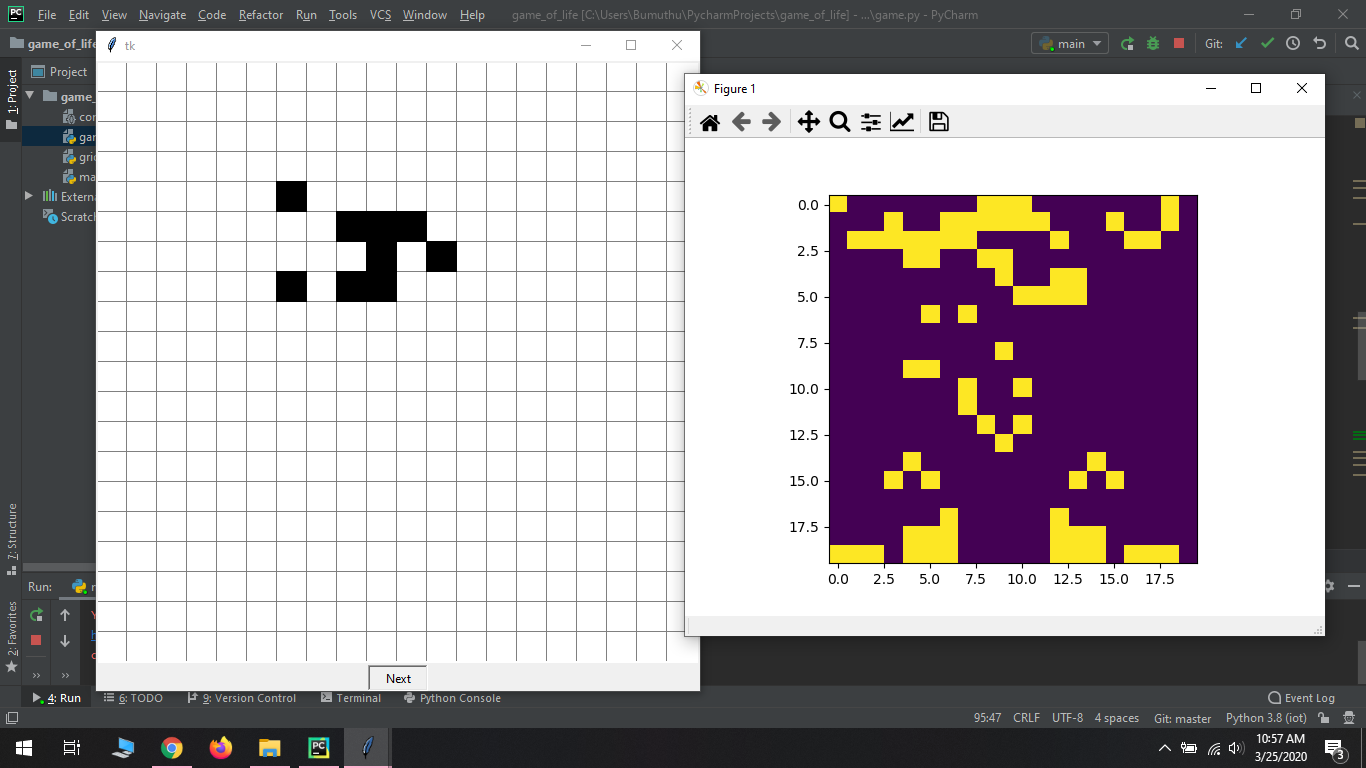 PC File Edit View Navigate Code Refactor Run Tools VCS Window Help game_of_life [C:\Users\Bumuthu\PycharmProjects\game_of_life] - ...\game.py - PyCharm
game_of_life main Git:
tk
Figure 1
1: Project
Project
game_
cor
gar
grid
ma
Externa
Scratch
0.0
2.5
5.0
7.5
10.0
12.5
15.0
17.5
0.0 2.5 5.0 7.5 10.0 12.5 15.0 17.5
7: Structure
2: Favorites
Run:
Next
4: Run 6: TODO 9: Version Control Terminal Python Console Event Log
95:47 CRLF UTF-8 4 spaces Git: master Python 3.8 (iot)
PC
10:57 AM
3/25/2020
3